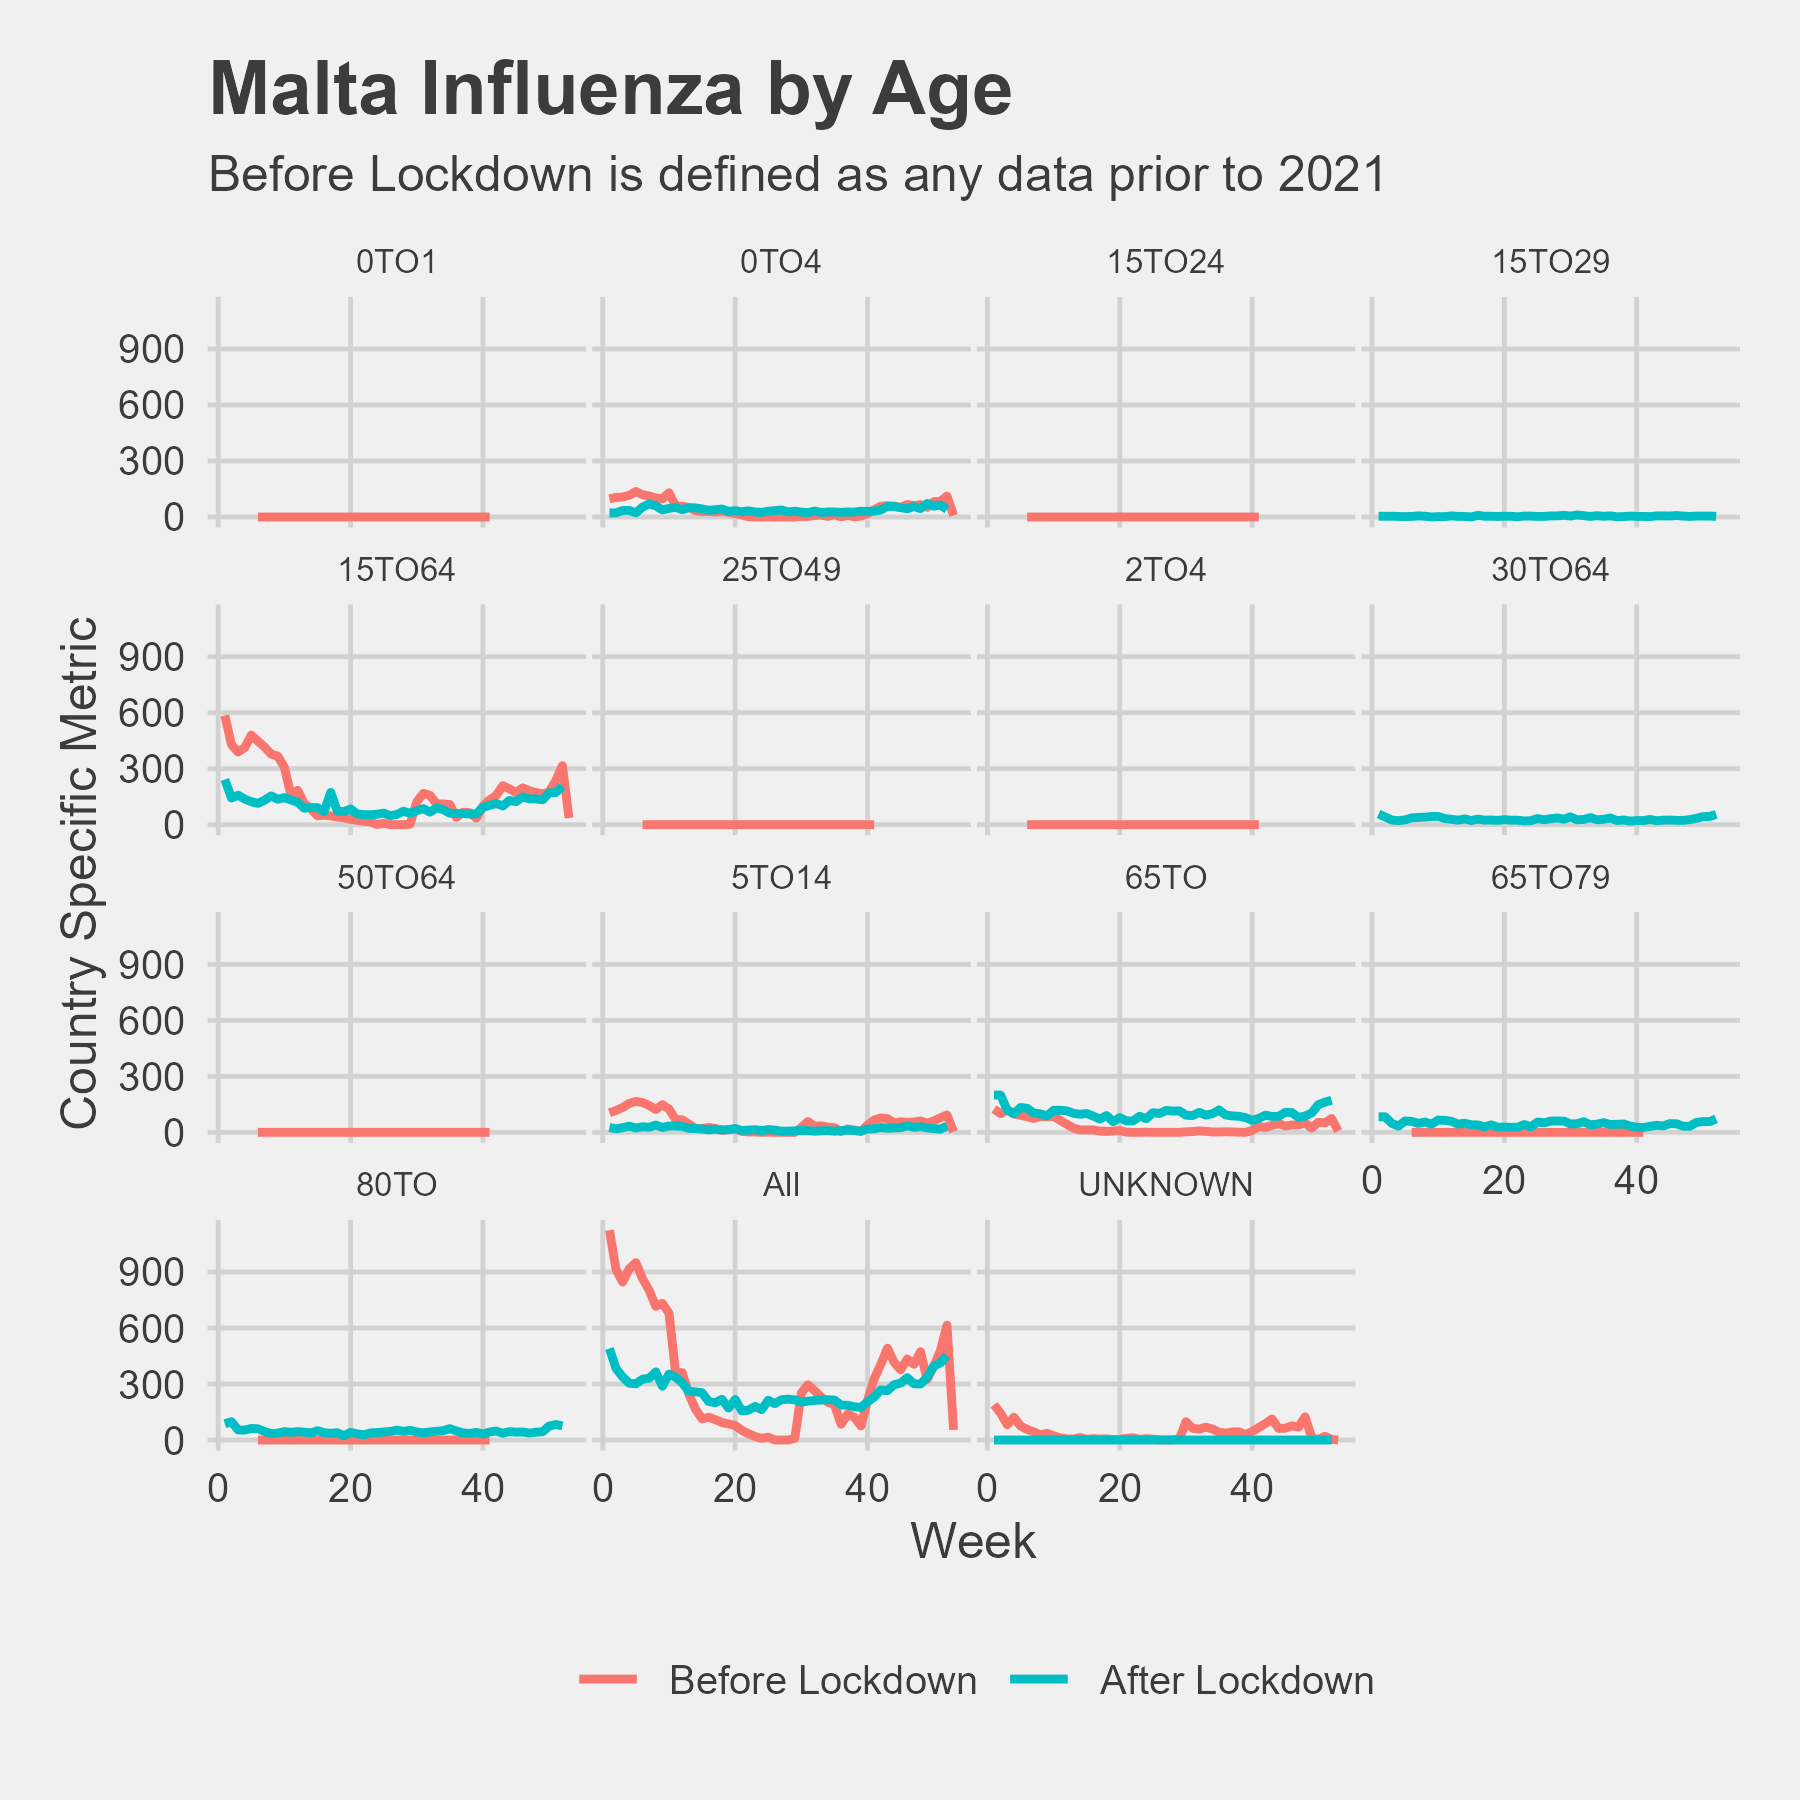 Malta Influenza by Age
Before Lockdown is defined as any data prior to 2021
0TO1 0TO4 15TO24 15TO29
900
600
300
0
15TO64 25TO49 2TO4 30TO64
900
600
300
0
50TO64 5TO14 65TO 65TO79
900
600
300
0
0 20 40
80TO All UNKNOWN
900
600
300
0
0 20 40 0 20 40 0 20 40
Country Specific Metric
Week
Before Lockdown After Lockdown